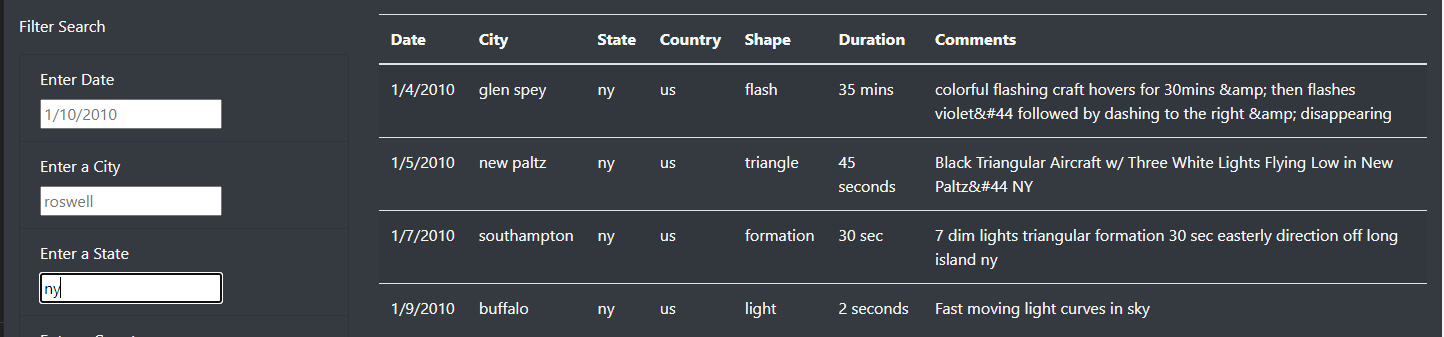 Filter Search
Enter Date
1/10/2010
Enter a City
roswell
Enter a State
ny
Date City State Country Shape Duration Comments
1/4/2010 glen spey ny us flash 35 mins colorful flashing craft hovers for 30mins &amp; then flashes
violet&#44 followed by dashing to the right &amp; disappearing
1/5/2010 new paltz ny us triangle 45 Black Triangular Aircraft w/ Three White Lights Flying Low in New
seconds Paltz&#44 NY
1/7/2010 southampton ny us formation 30 sec 7 dim lights triangular formation 30 sec easterly direction off long
island ny
1/9/2010 buffalo ny us light 2 seconds Fast moving light curves in sky